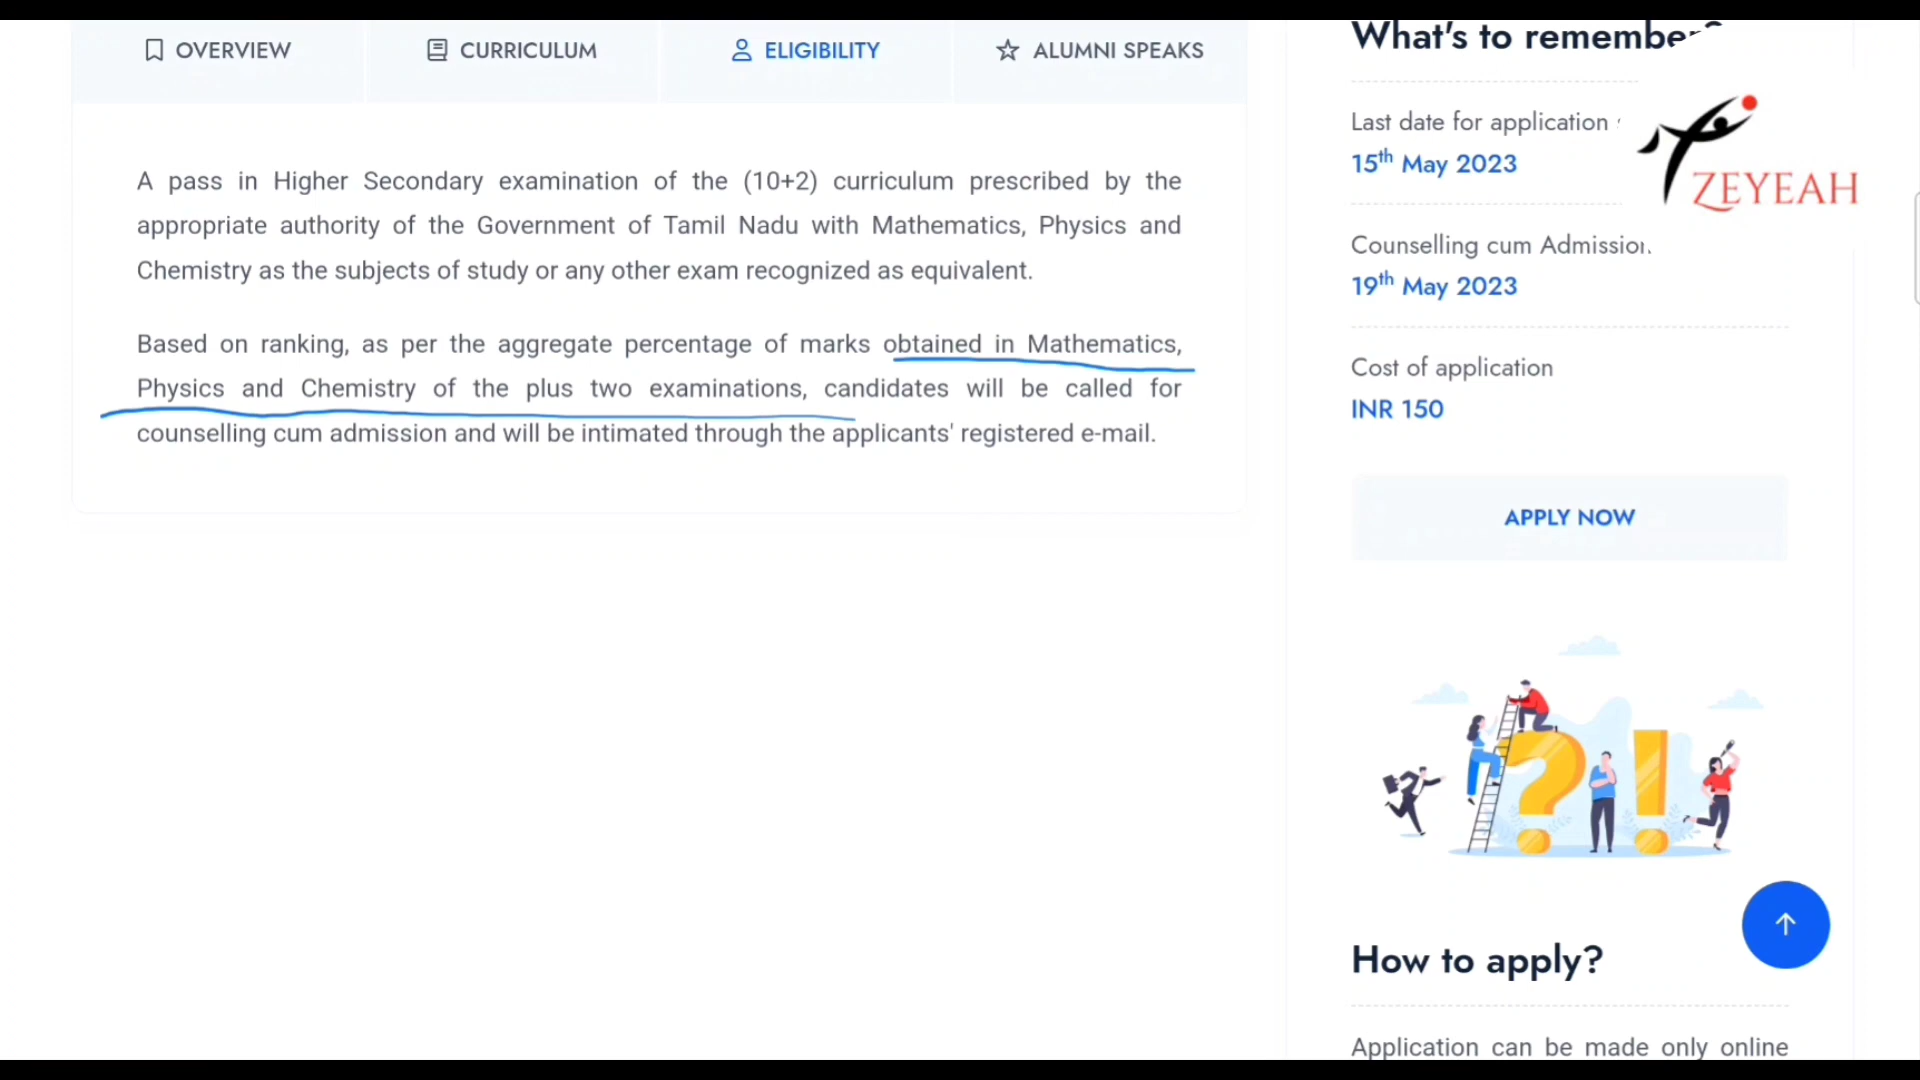 OVERVIEW
CURRICULUM
ELIGIBILITY
ALUMNI SPEAKS
A pass in Higher Secondary examination of the (10+2) curriculum prescribed by the
appropriate authority of the Government of Tamil Nadu with Mathematics, Physics and
Chemistry as the subjects of study or any other exam recognized as equivalent.
Based on ranking, as per the aggregate percentage of marks obtained in Mathematics,
Physics and Chemistry of the plus two examinations, candidates will be called for
counselling cum admission and will be intimated through the applicants' registered e-mail.
What's to remember?
Last date for application
15th May 2023
Counselling cum Admission
19th May 2023
Cost of application
INR 150
APPLY NOW
?!
How to apply?
Application can be made only online
ZEYEAH